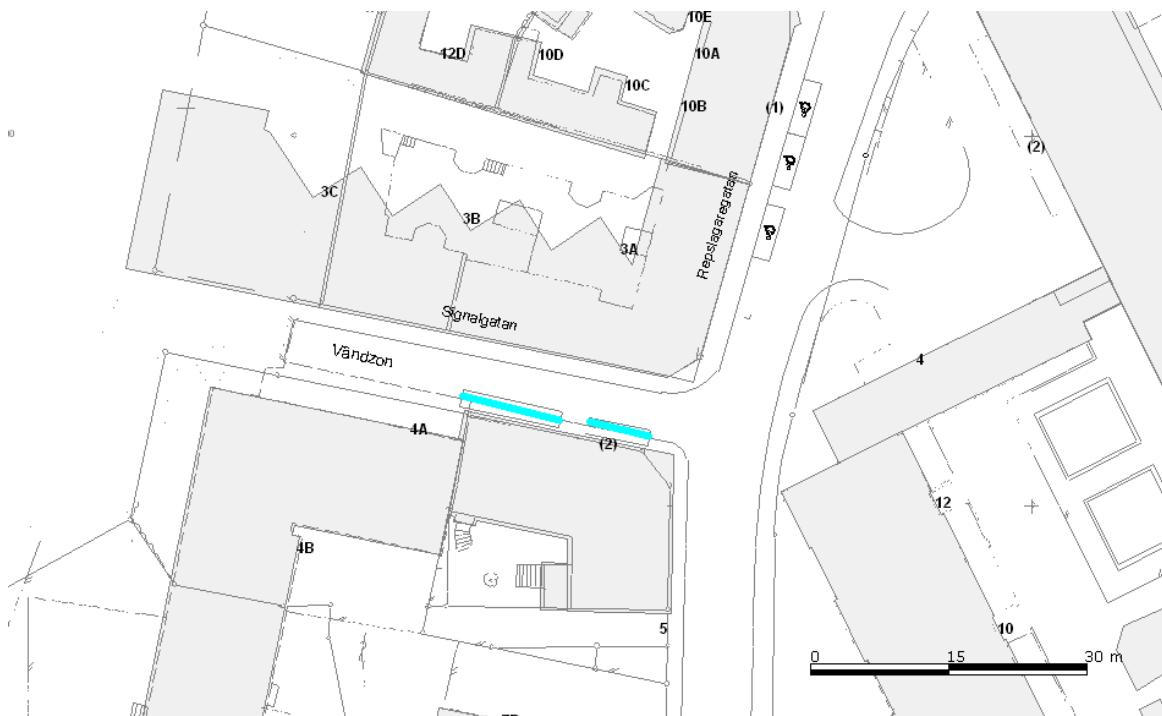 10E
12D
10D
10A
10C
10B
(1)
(2)
3C
3B
3A
Repslagaregatan
Signalgatan
Vändzon
4
4A
(2)
12
4B
5
10
0 15 30 m